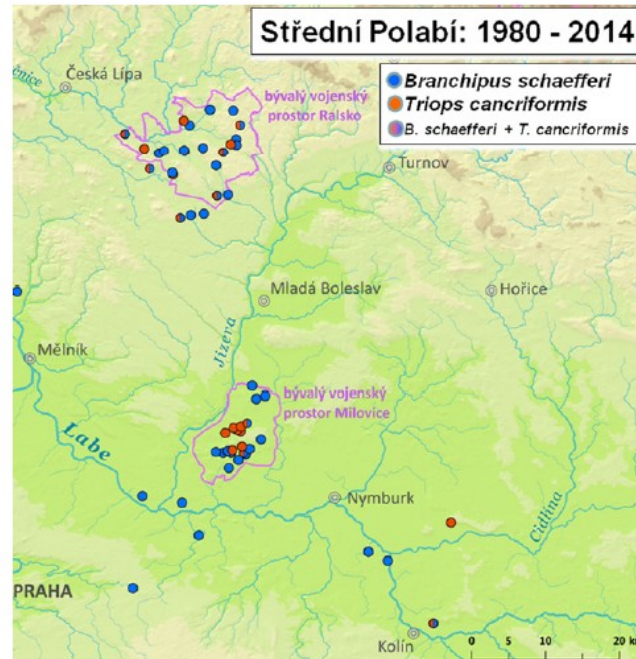 Střední Polabí: 1980 - 2014
Branchipus schaefferi
Triops cancriformis
B. schaefferi + T. cancriformis
Česká Lípa
bývalý vojenský
prostor Ralsko
Turnov
Mladá Boleslav
Hořice
Jizera
Mělník
bývalý vojenský
prostor Milovice
Labe
Nymburk
Cidlina
PRAHA
Kolín
0 5 10 20 km